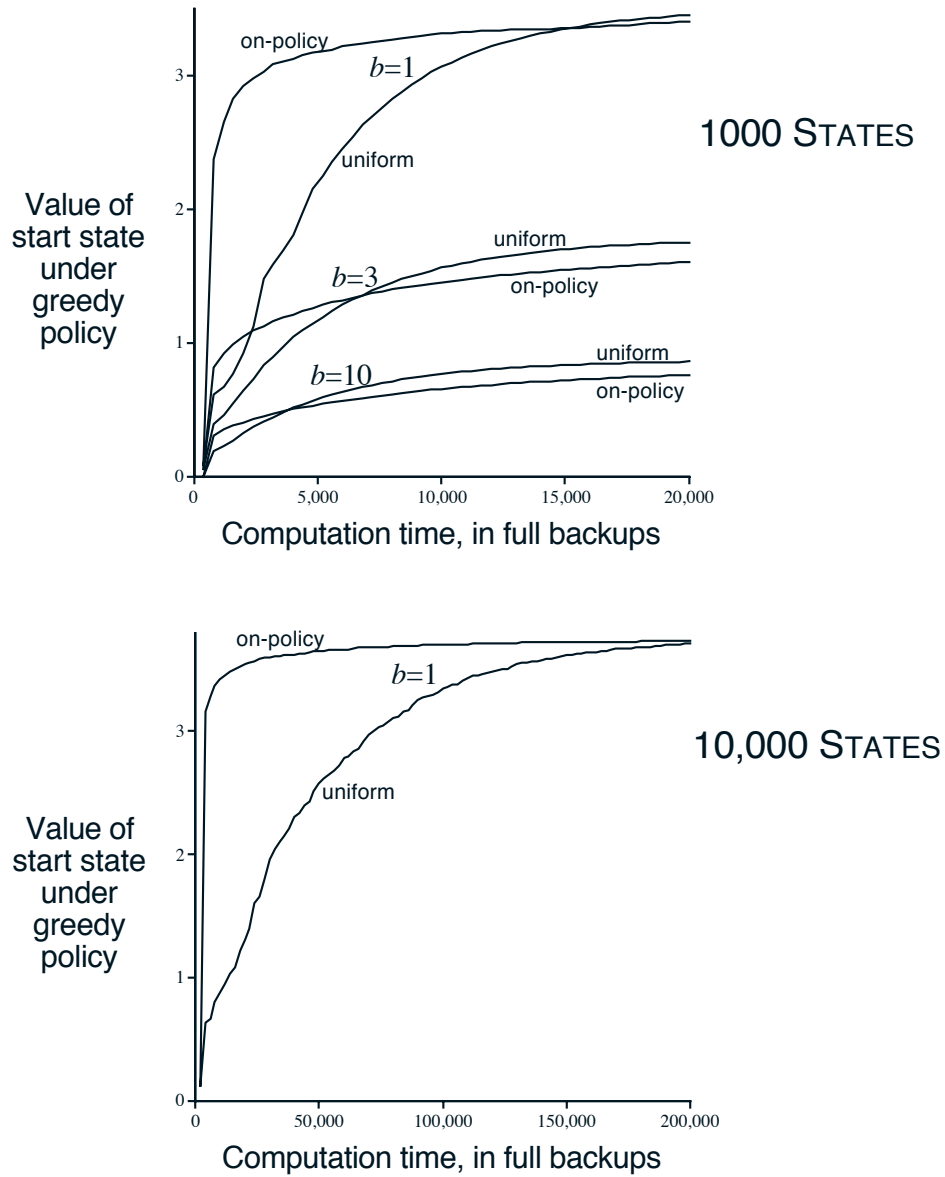 on-policy
b=1
3
1000 STATES
uniform
Value of
start state
under
greedy
policy
2
uniform
b=3
on-policy
1
uniform
b=10
on-policy
0
0 5,000 10,000 15,000 20,000
Computation time, in full backups
on-policy
b=1
3
10,000 STATES
uniform
Value of
start state
under
greedy
policy
2
1
0
0 50,000 100,000 150,000 200,000
Computation time, in full backups